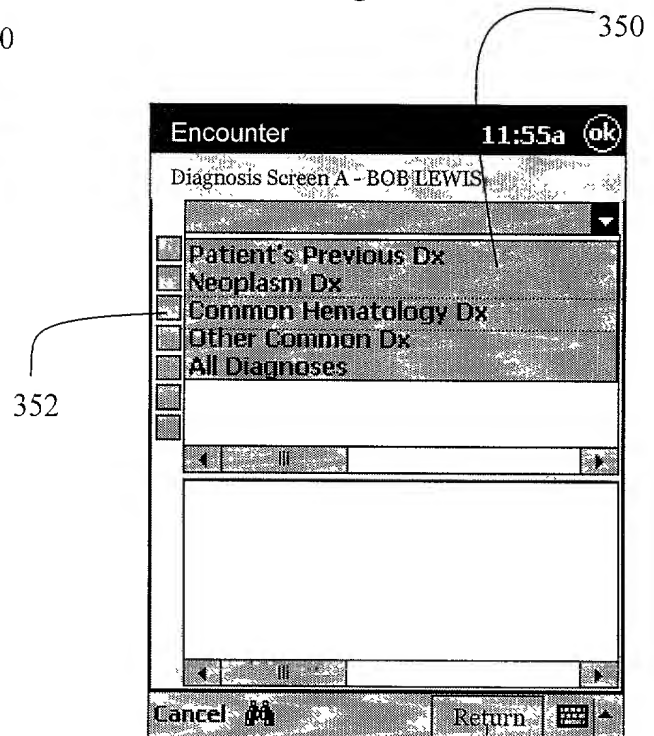 350
0
Encounter 11:55a ok
Diagnosis Screen A - BOB LEWIS
Patient's Previous Dx
Neoplasm Dx
Common Hematology Dx
Other Common Dx
All Diagnoses
352
Cancel Return